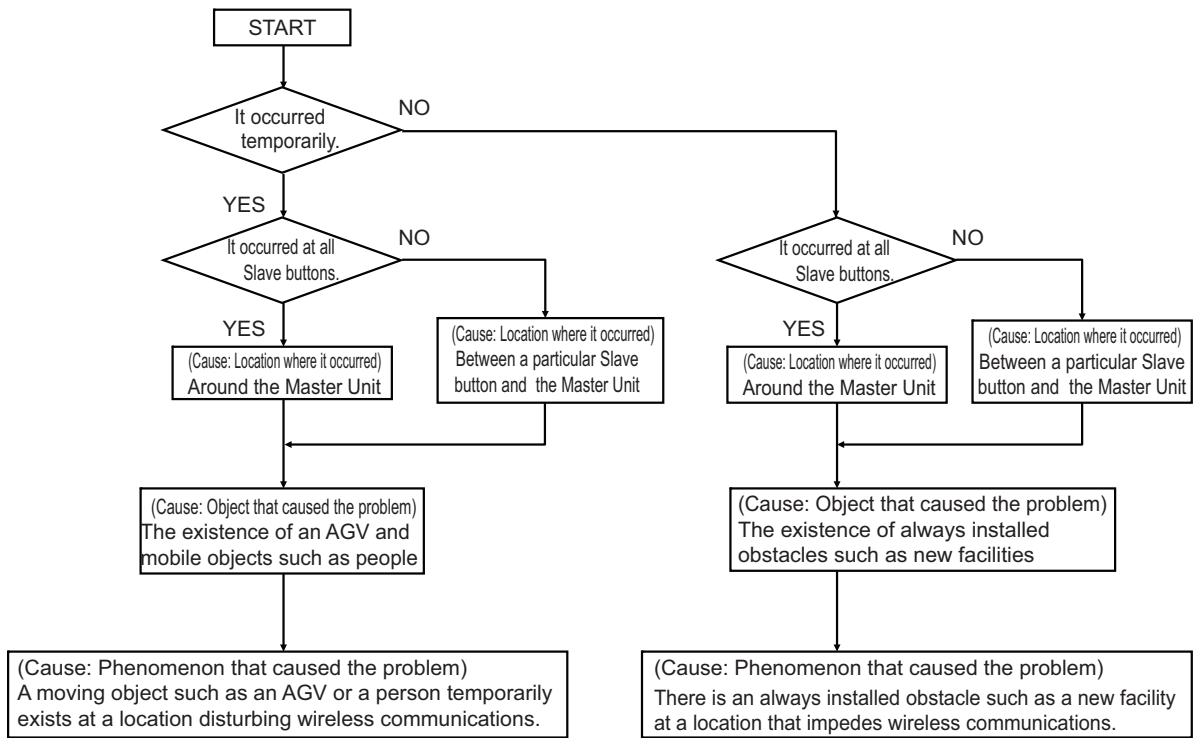 START
It occurred
temporarily.
NO
YES
It occurred at all
Slave buttons.
NO
YES
(Cause: Location where it occurred)
Around the Master Unit
(Cause: Location where it occurred)
Between a particular Slave
button and the Master Unit
(Cause: Object that caused the problem)
The existence of an AGV and
mobile objects such as people
(Cause: Phenomenon that caused the problem)
A moving object such as an AGV or a person temporarily
exists at a location disturbing wireless communications.
It occurred at all
Slave buttons.
NO
YES
(Cause: Location where it occurred)
Around the Master Unit
(Cause: Location where it occurred)
Between a particular Slave
button and the Master Unit
(Cause: Object that caused the problem)
The existence of always installed
obstacles such as new facilities
(Cause: Phenomenon that caused the problem)
There is an always installed obstacle such as a new facility
at a location that impedes wireless communications.